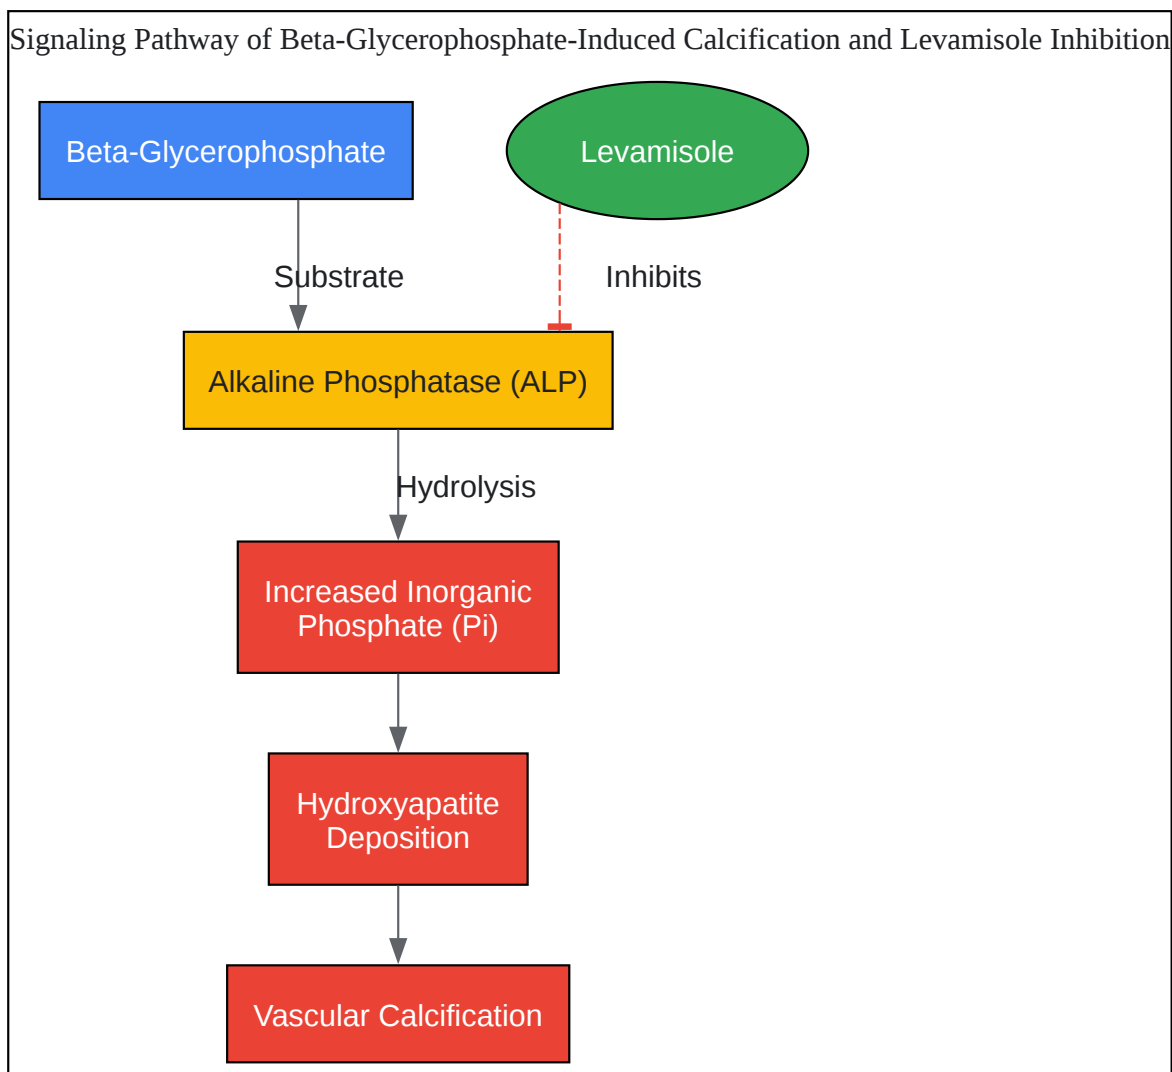 Signaling Pathway of Beta-Glycerophosphate-Induced Calcification and Levamisole Inhibition
Beta-Glycerophosphate
Levamisole
Substrate
Inhibits
Alkaline Phosphatase (ALP)
Hydrolysis
Increased Inorganic
Phosphate (Pi)
Hydroxyapatite
Deposition
Vascular Calcification